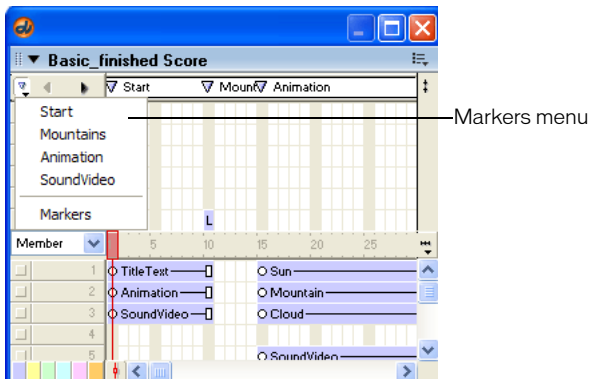 Basic_finished Score
Start Moun Animation
Start
Markers menu
Mountains
Animation
SoundVideo
Markers
L
Member 5 10 15 20 25
1 TitleText Sun
2 Animation Mountain
3 SoundVideo Cloud
4
5 SoundVideo